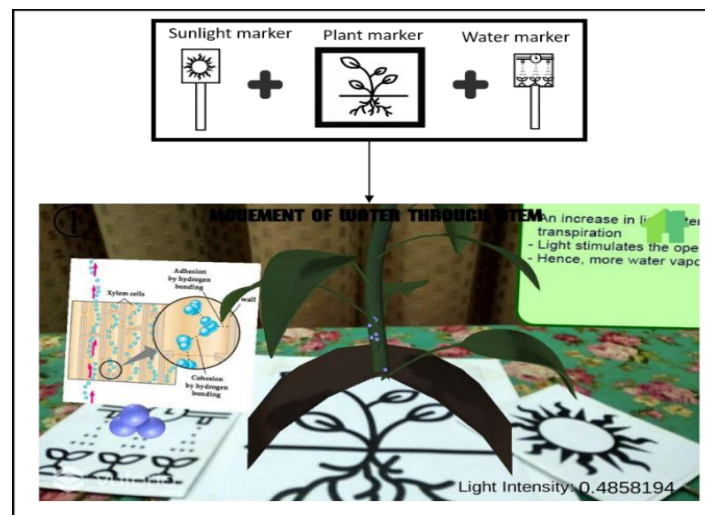 Sunlight marker
Plant marker
Water marker
MOVEMENT OF WATER THROUGH STEM
An increase in
transpiration
- Light stimulates the ope
- Hence, more water vapo
Adhesion
by hydrogen
bonding
wall
Xylem cells
Cohesion
by hydrogen
bonding
Light Intensity: 0.4858194